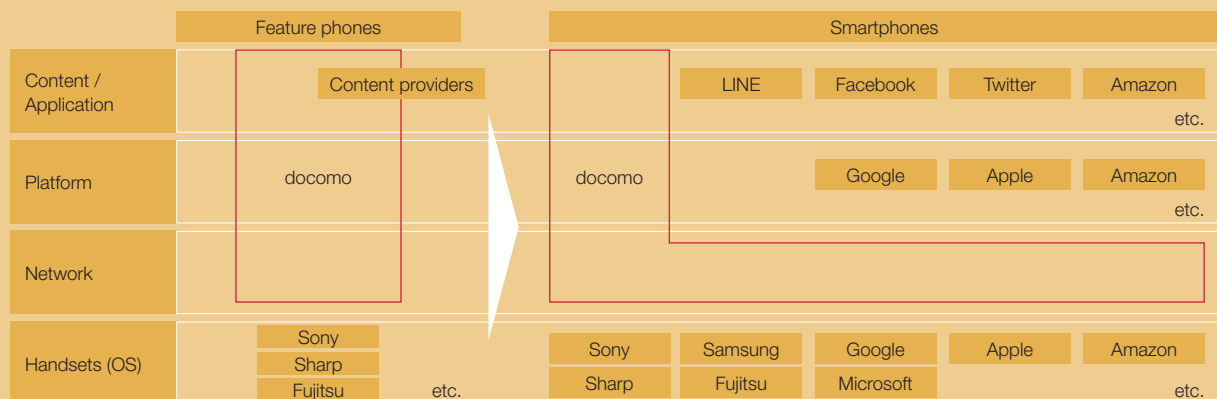 Feature phones
Smartphones
Content /
Application
Content providers
LINE
Facebook
Twitter
Amazon
etc.
Platform
docomo
docomo
Google
Apple
Amazon
etc.
Network
Handsets (OS)
Sony
Sharp
Fujitsu
etc.
Sony
Samsung
Google
Apple
Amazon
Sharp
Fujitsu
Microsoft
etc.